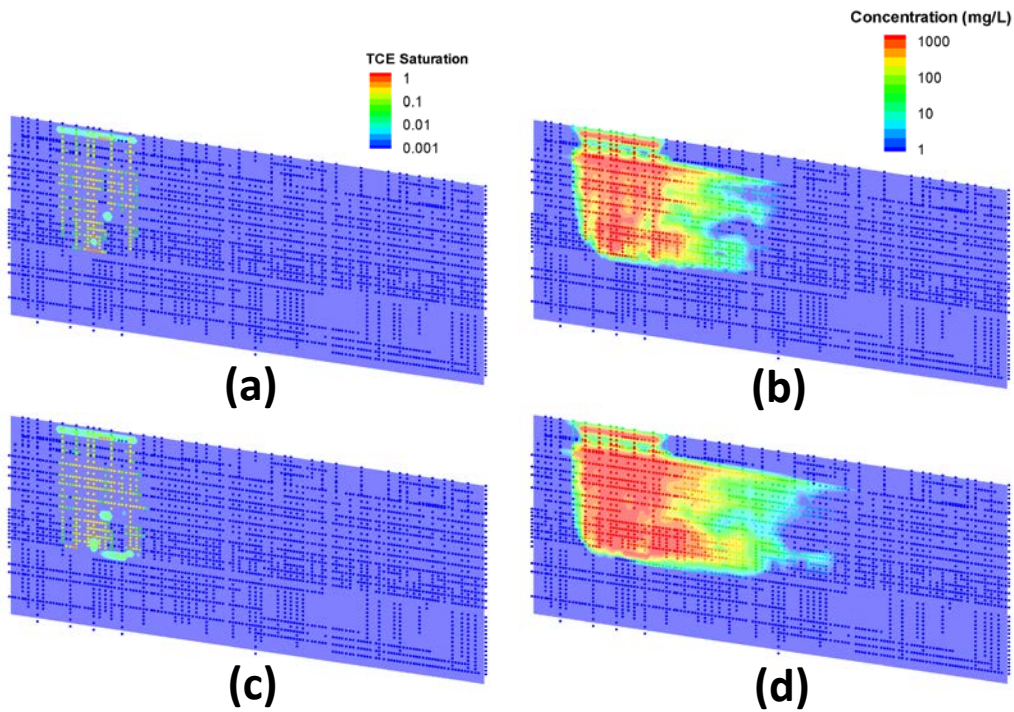 Concentration (mg/L)
1000
100
10
1
TCE Saturation
1
0.1
0.01
0.001
(a)
(b)
(c)
(d)